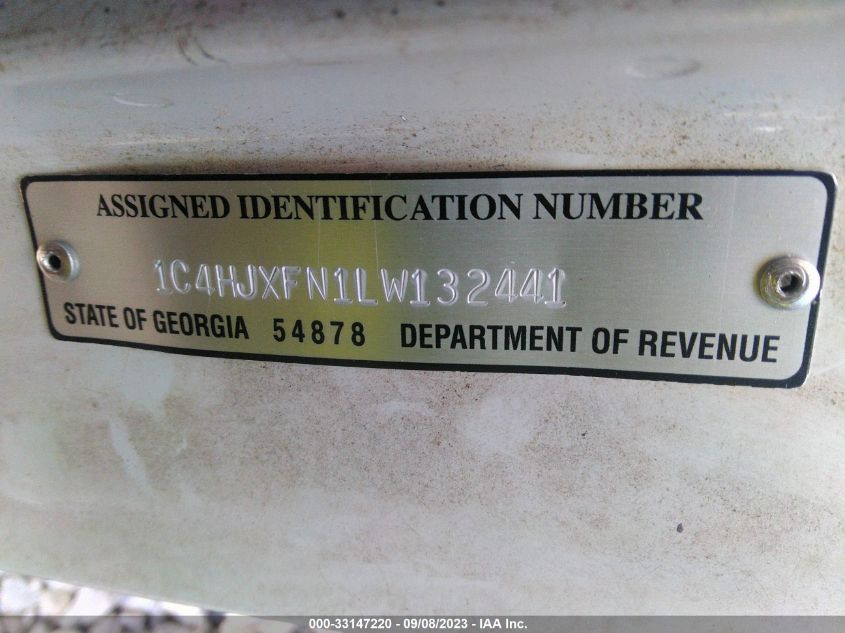 ASSIGNED IDENTIFICATION NUMBER
1C4HJXFN1LW132441
STATE OF GEORGIA 54878 DEPARTMENT OF REVENUE
000-33147220 - 09/08/2023 - IAA Inc.